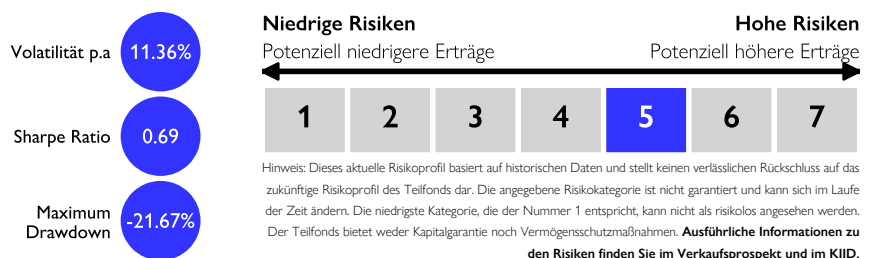 Volatilität p.a
11.36%
Sharpe Ratio
0.69
Maximum
Drawdown
-21.67%
Niedrige Risiken
Hohe Risiken
Potenziell niedrigere Erträge
Potenziell höhere Erträge
1 2 3 4 5 6 7
Hinweis: Dieses aktuelle Risikoprofil basiert auf historischen Daten und stellt keinen verlässlichen Rückschluss auf das
zukünftige Risikoprofil des Teilfonds dar. Die angegebene Risikokategorie ist nicht garantiert und kann sich im Laufe
der Zeit ändern. Die niedrigste Kategorie, die der Nummer 1 entspricht, kann nicht als risikolos angesehen werden.
Der Teilfonds bietet weder Kapitalgarantie noch Vermögensschutzmaßnahmen. Ausführliche Informationen zu
den Risiken finden Sie im Verkaufsprospekt und im KIID.